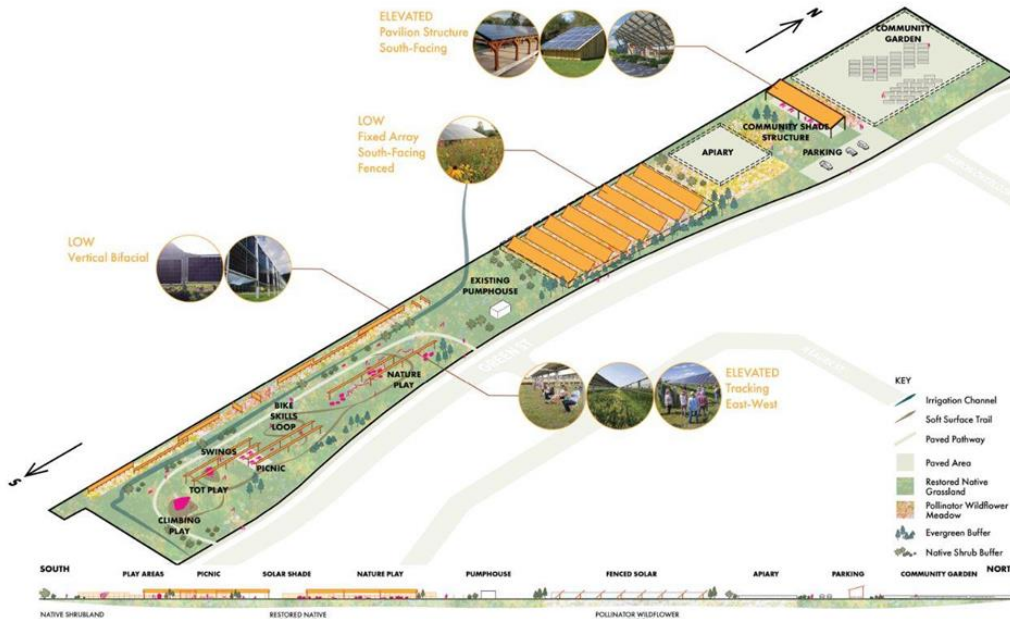 ELEVATED
Pavilion Structure
South-Facing
N
COMMUNITY
GARDEN
LOW
Fixed Array
South-Facing
Fenced
COMMUNITY SHADE
STRUCTURE
APIARY
PARKING
LOW
Vertical Bifacial
EXISTING
PUMPHOUSE
GREEN ST
NATURE
PLAY
ELEVATED
Tracking
East-West
BIKE
SKILLS
LOOP
SWINGS
PICNIC
TOT PLAY
CLIMBING
PLAY
S
KEY
Irrigation Channel
Soft Surface Trail
Paved Pathway
Paved Area
Restored Native
Grassland
Pollinator Wildflower
Meadow
Evergreen Buffer
Native Shrub Buffer
SOUTH
NORT
PLAY AREAS
PICNIC
SOLAR SHADE
NATURE PLAY
PUMPHOUSE
FENCED SOLAR
APIARY
PARKING
COMMUNITY GARDEN
NATIVE SHRUBLAND
RESTORED NATIVE
POLLINATOR WILDFLOWER